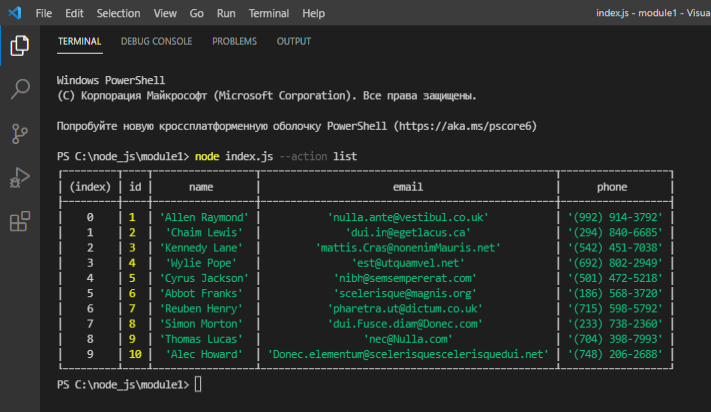 File Edit Selection View Go Run Terminal Help index.js - module1 - Visua
TERMINAL DEBUG CONSOLE PROBLEMS OUTPUT
Windows PowerShell
(C) Корпорация Майкрософт (Microsoft Corporation). Все права защищены.
Попробуйте новую кроссплатформенную оболочку PowerShell (https://aka.ms/pscore6)
PS C:\node_js\module1> node index.js --action list
(index) id name email phone
0 1 'Allen Raymond' 'nulla.ante@vestibul.co.uk' '(992) 914-3792'
1 2 'Chaim Lewis' 'dui.in@egetlacus.ca' '(294) 840-6685'
2 3 'Kennedy Lane' 'mattis.Cras@nonenimMauris.net' '(542) 451-7038'
3 4 'Wylie Pope' 'est@utquamvel.net' '(692) 802-2949'
4 5 'Cyrus Jackson' 'nibh@semsempererat.com' '(501) 472-5218'
5 6 'Abbot Franks' 'scelerisque@magnis.org' '(186) 568-3720'
6 7 'Reuben Henry' 'pharetra.ut@dictum.co.uk' '(715) 598-5792'
7 8 'Simon Morton' 'dui.Fusce.diam@Donec.com' '(233) 738-2360'
8 9 'Thomas Lucas' 'nec@Nulla.com' '(704) 398-7993'
9 10 'Alec Howard' 'Donec.elementum@scelerisquescelerisquedui.net' '(748) 206-2688'
PS C:\node_js\module1>